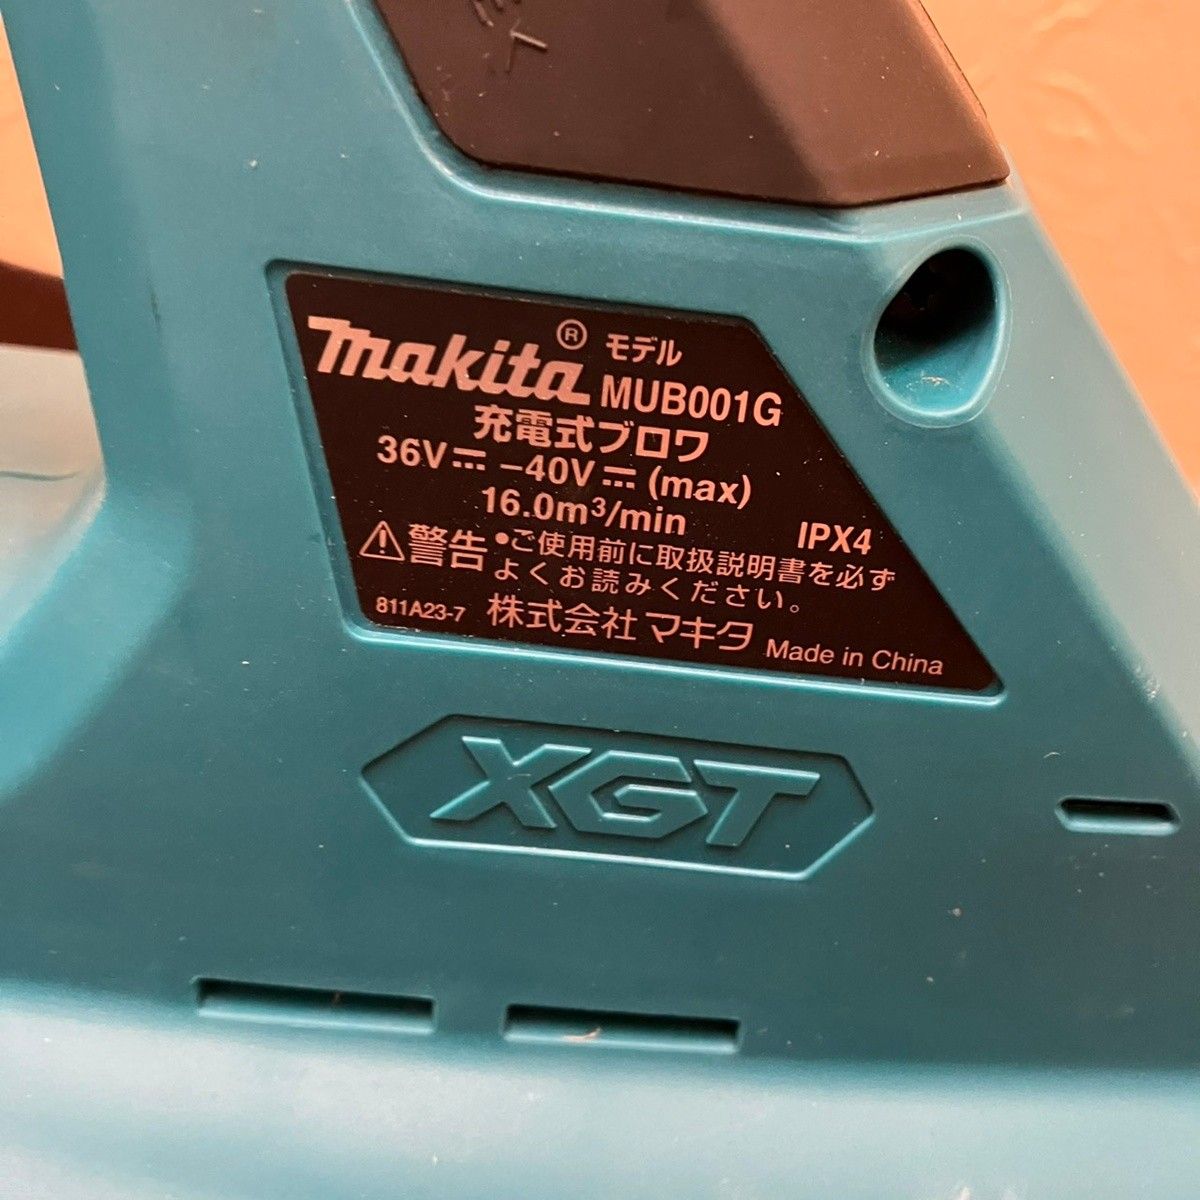 makita® モデル
MUB001G
充電式ブロワ
36V⎓ –40V⎓ (max)
16.0m³/min IPX4
⚠警告 •ご使用前に取扱説明書を必ず
よくお読みください。
811A23-7 株式会社マキタ Made in China
XGT